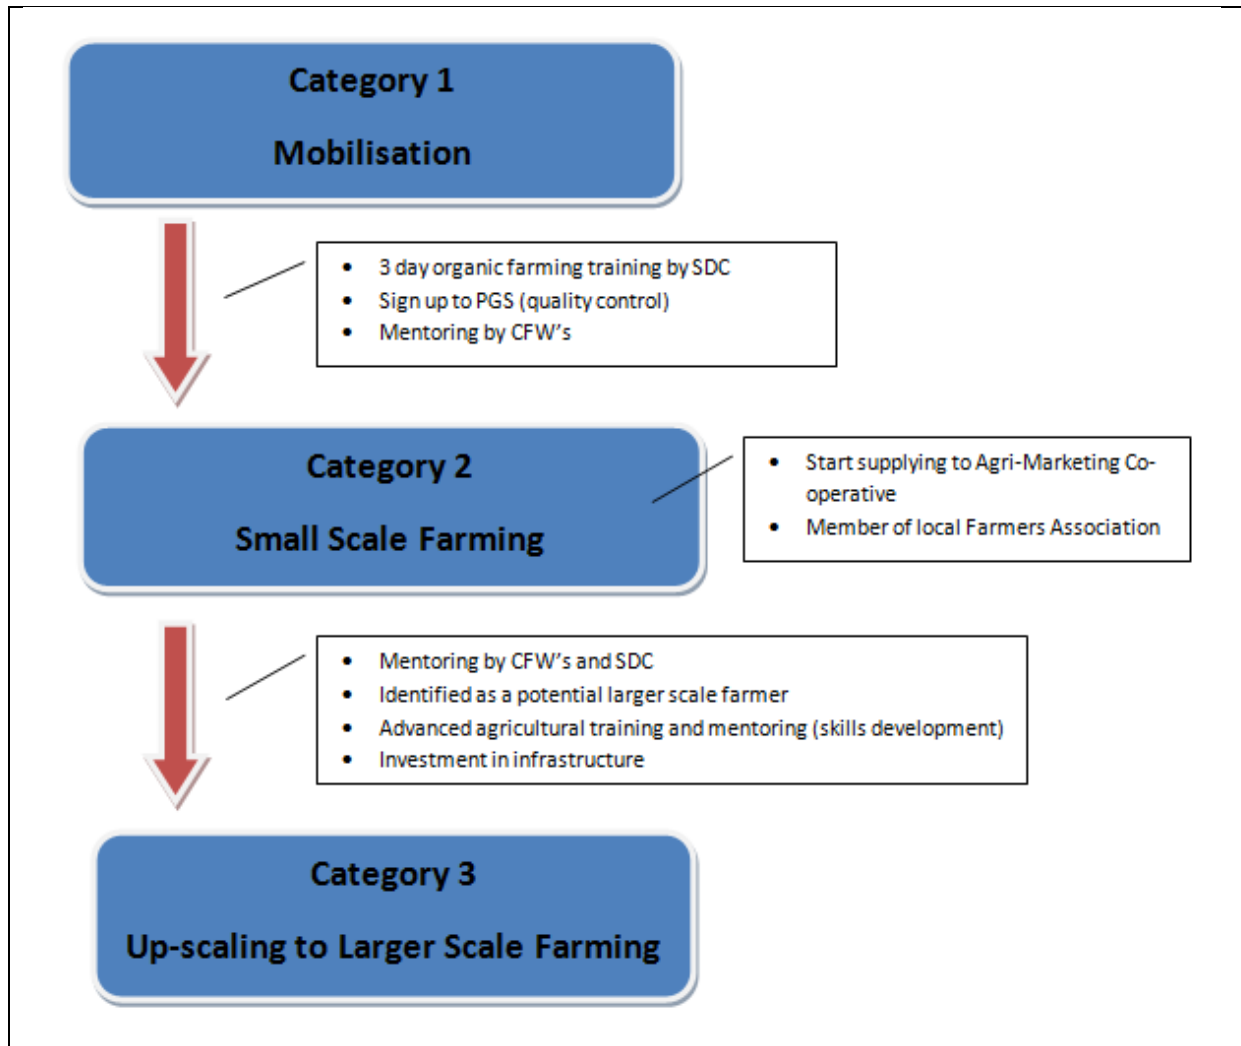 Category 1
Mobilisation
• 3 day organic farming training by SDC
• Sign up to PGS (quality control)
• Mentoring by CFW's
Category 2
Small Scale Farming
• Start supplying to Agri-Marketing Co-
operative
• Member of local Farmers Association
• Mentoring by CFW's and SDC
• Identified as a potential larger scale farmer
• Advanced agricultural training and mentoring (skills development)
• Investment in infrastructure
Category 3
Up-scaling to Larger Scale Farming